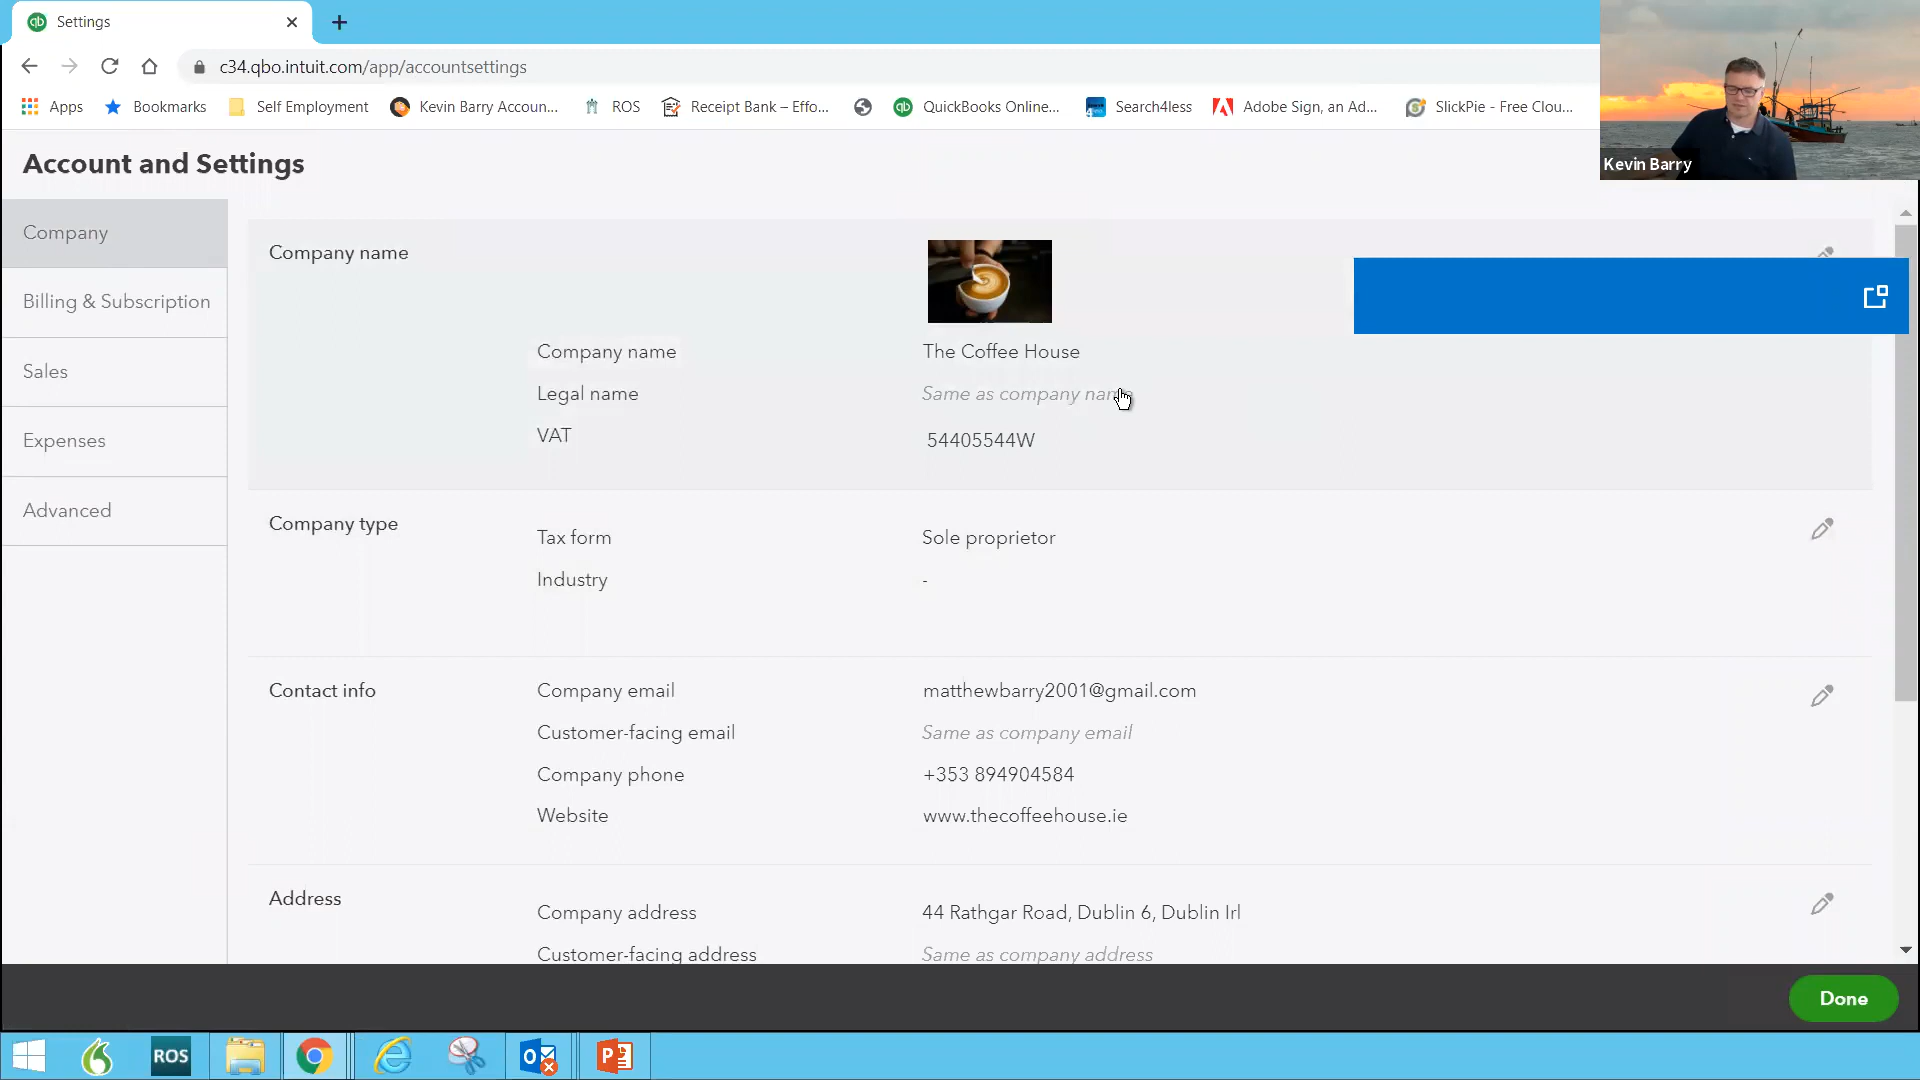 Settings
c34.qbo.intuit.com/app/accountsettings
Apps Bookmarks Self Employment Kevin Barry Accoun... ROS Receipt Bank – Effo... QuickBooks Online... Search4less Adobe Sign, an Ad... SlickPie - Free Clou...
Kevin Barry
Account and Settings
Company
Billing & Subscription
Sales
Expenses
Advanced
Company name
Company name The Coffee House
Legal name Same as company name
VAT 54405544W
Company type
Tax form Sole proprietor
Industry -
Contact info
Company email matthewbarry2001@gmail.com
Customer-facing email Same as company email
Company phone +353 894904584
Website www.thecoffeehouse.ie
Address
Company address 44 Rathgar Road, Dublin 6, Dublin Irl
Customer-facing address Same as company address
Done
ROS